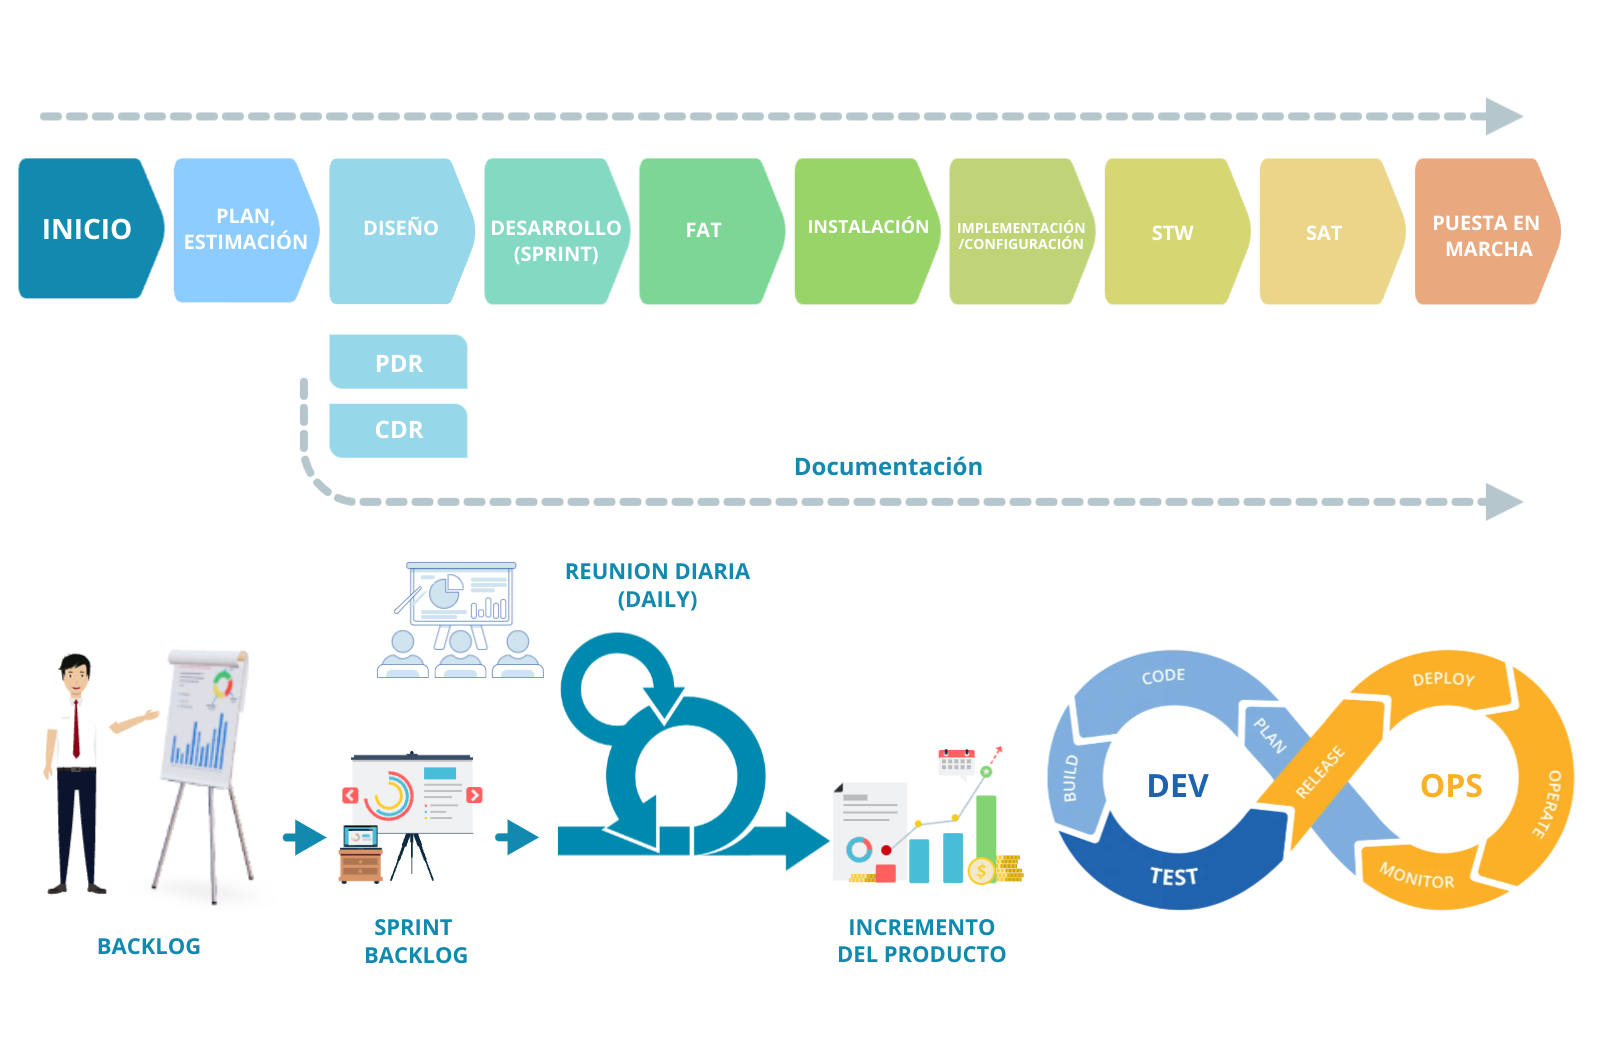 INICIO
PLAN,
ESTIMACIÓN
DISEÑO
DESARROLLO
(SPRINT)
FAT
INSTALACIÓN
IMPLEMENTACIÓN
/CONFIGURACIÓN
STW
SAT
PUESTA EN
MARCHA
PDR
CDR
Documentación
REUNION DIARIA
(DAILY)
BACKLOG
SPRINT
BACKLOG
INCREMENTO
DEL PRODUCTO
CODE
PLAN
BUILD
DEV
TEST
RELEASE
DEPLOY
OPS
OPERATE
MONITOR
$